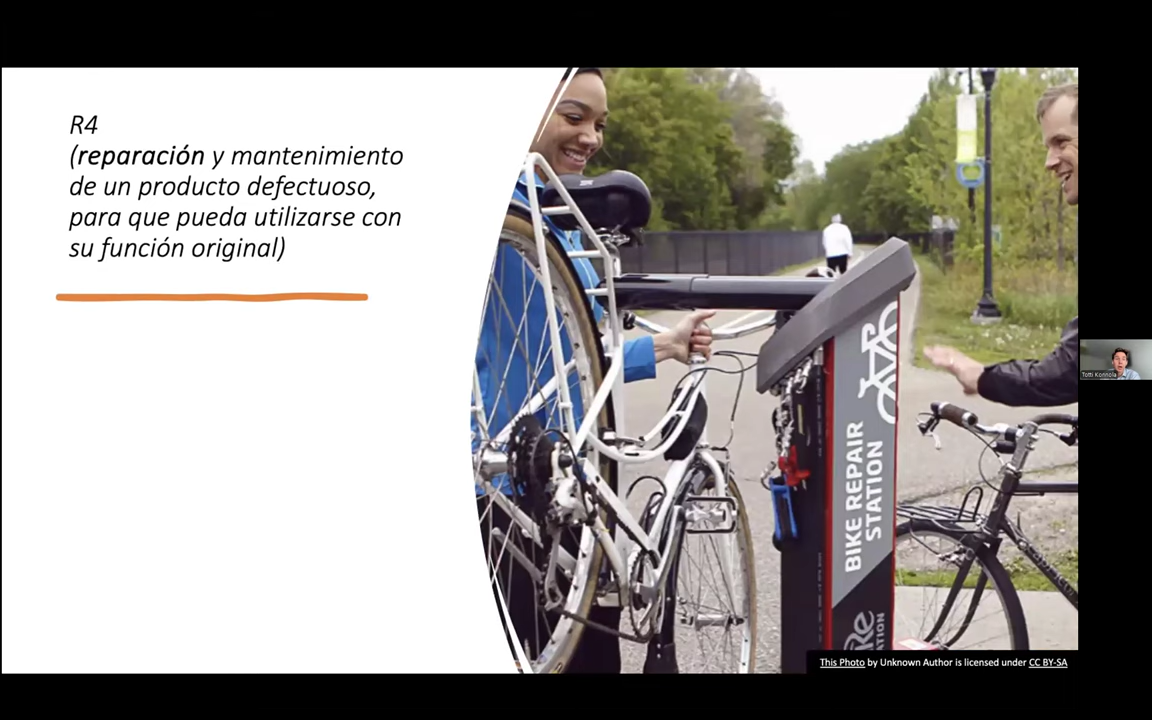 R4
(reparación y mantenimiento
de un producto defectuoso,
para que pueda utilizarse con
su función original)
BIKE REPAIR
STATION
This Photo by Unknown Author is licensed under CC BY-SA
Totti Könnölä